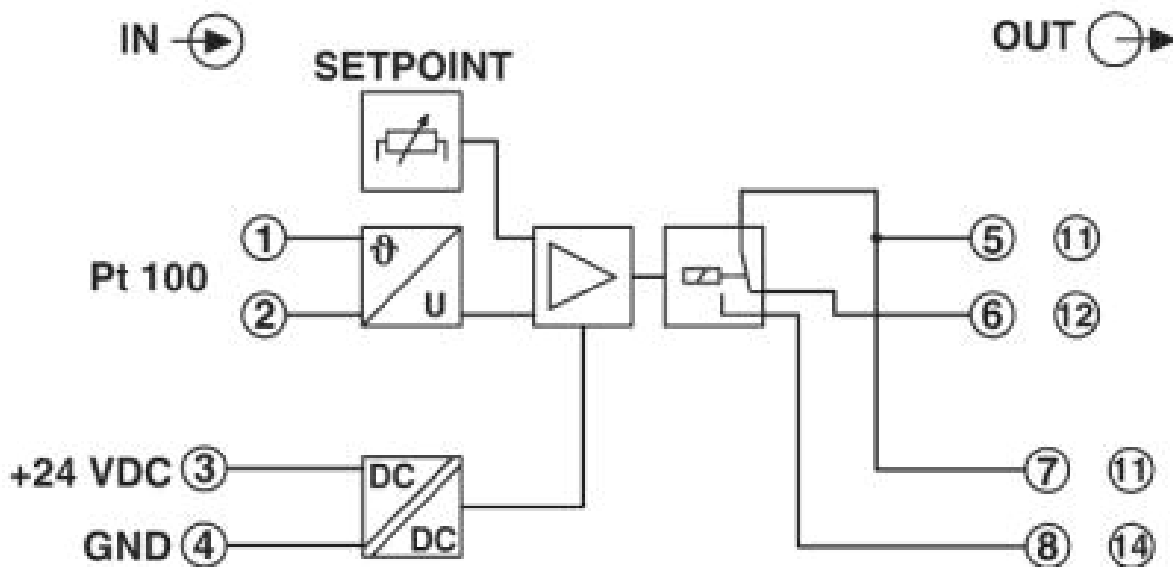 IN
OUT
SETPOINT
1
ϑ
5
11
Pt 100
2
U
6
12
+24 VDC
3
DC
7
11
GND
4
DC
8
14